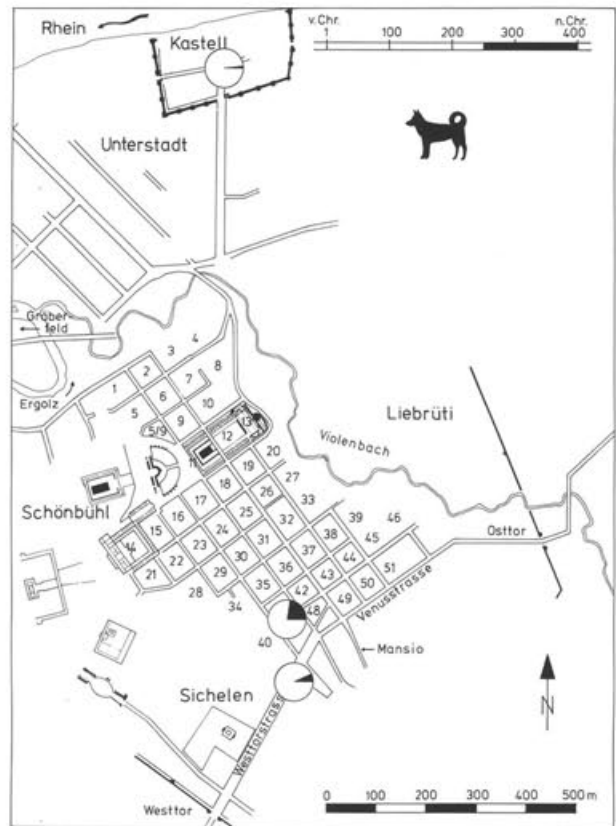 v. Chr. n. Chr.
1 100 200 300 400
Rhein
Kastell
Unterstadt
Gräber-
feld
Ergolz
1 2 3 4
5 6 7 8
5/9 9 10
11 12 13
Violenbach
Liebrüti
Schönbühl
14 15 16 17 18 19 20
21 22 23 24 25 26 27
28 29 30 31 32 33
34 35 36 37 38 39
40 42 43 44 45 46
48 49 50 51
Osttor
Venusstrasse
Mansio
Sichelen
Westtorstrasse
Westtor
N
0 100 200 300 400 500 m